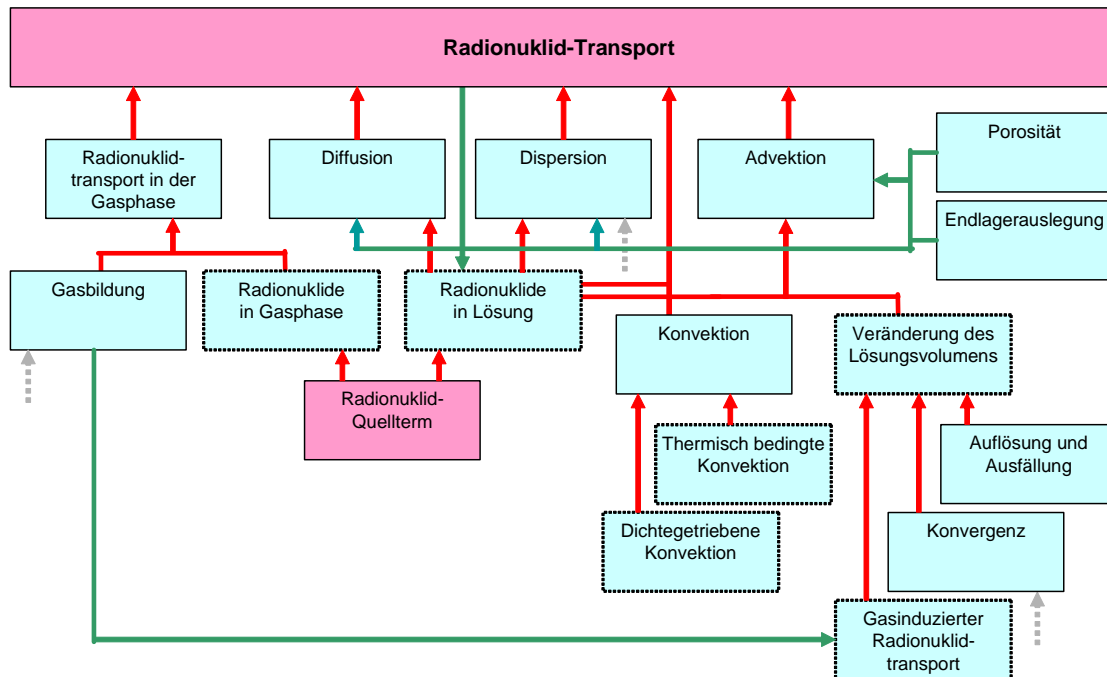 Radionuklid-Transport
Radionuklid-
transport in der
Gasphase
Diffusion
Dispersion
Advektion
Porosität
Endlagerauslegung
Gasbildung
Radionuklide
in Gasphase
Radionuklide
in Lösung
Konvektion
Veränderung des
Lösungsvolumens
Radionuklid-
Quellterm
Thermisch bedingte
Konvektion
Auflösung und
Ausfällung
Dichtegetriebene
Konvektion
Konvergenz
Gasinduzierter
Radionuklid-
transport